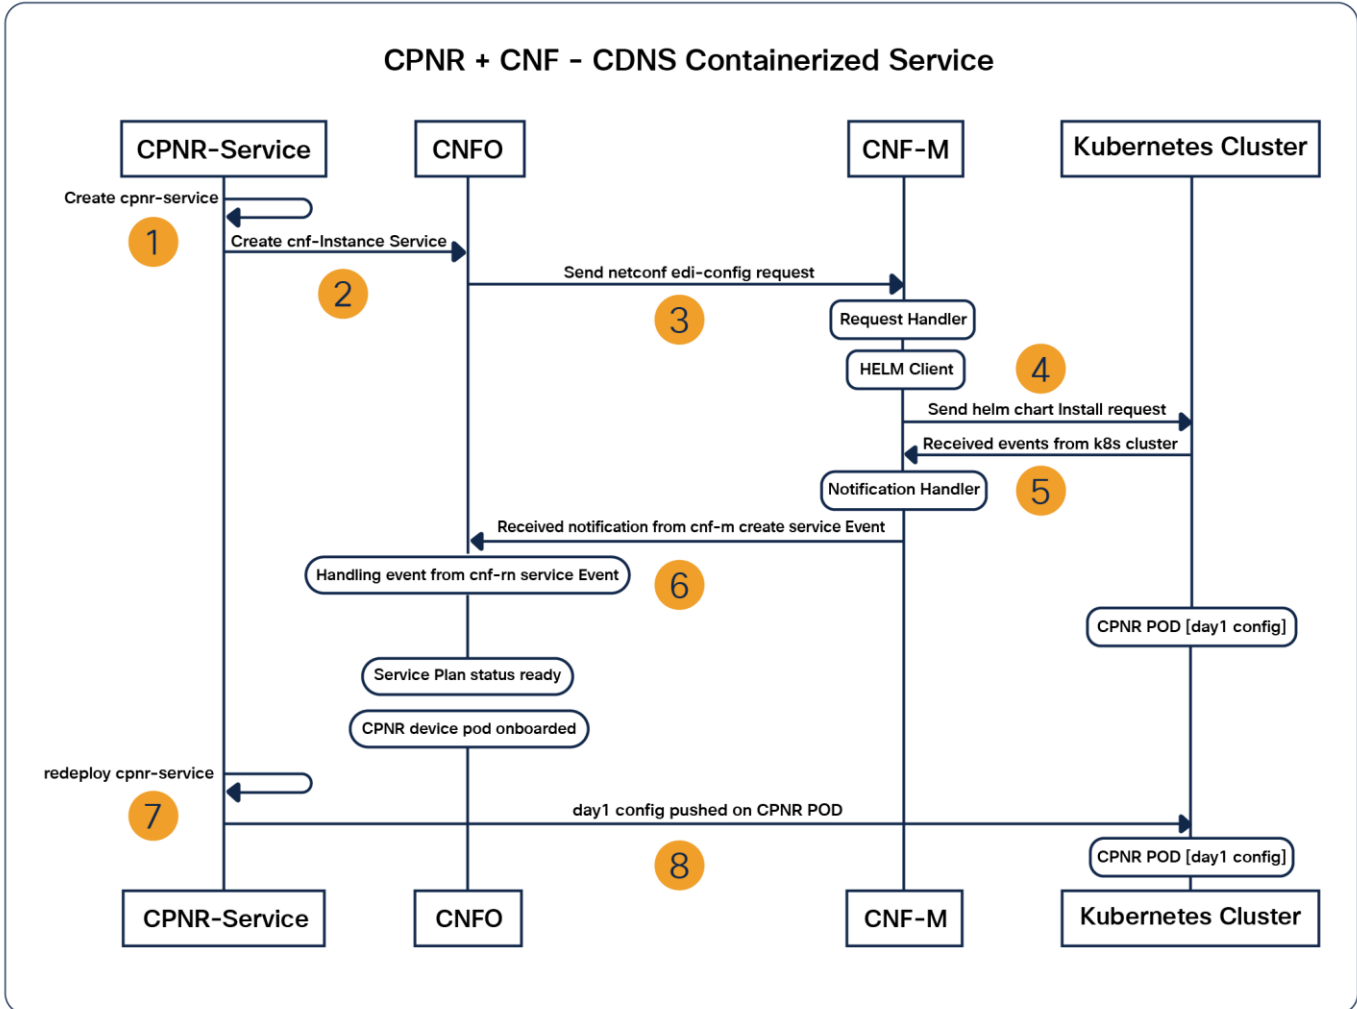 CPNR + CNF - CDNS Containerized Service
CPNR-Service
CNFO
CNF-M
Kubernetes Cluster
Create cpnr-service
1
Create cnf-Instance Service
2
Send netconf edi-config request
3
Request Handler
HELM Client
4
Send helm chart Install request
Received events from k8s cluster
5
Notification Handler
Received notification from cnf-m create service Event
6
Handling event from cnf-rn service Event
CPNR POD [day1 config]
Service Plan status ready
CPNR device pod onboarded
redeploy cpnr-service
7
day1 config pushed on CPNR POD
8
CPNR POD [day1 config]
CPNR-Service
CNFO
CNF-M
Kubernetes Cluster